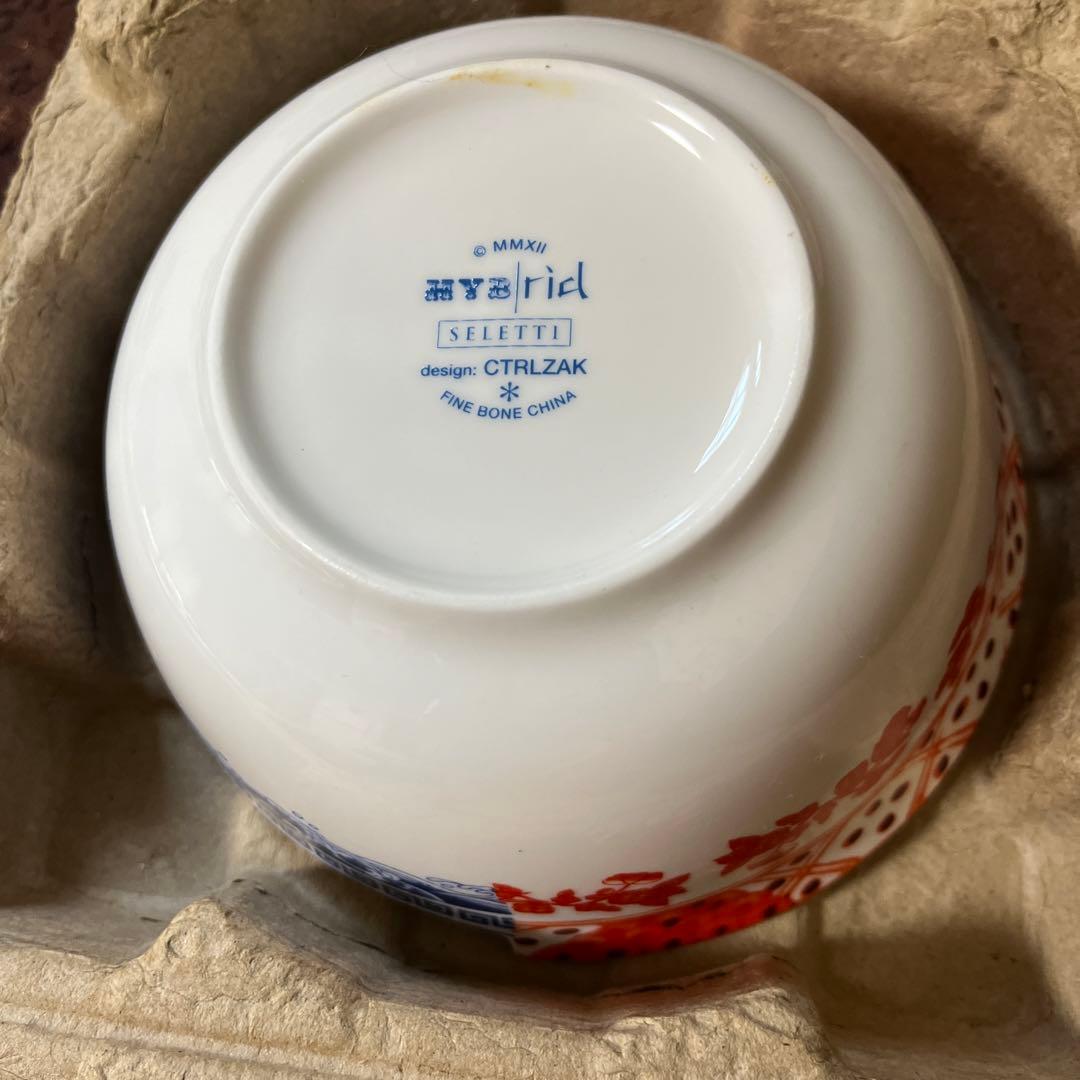 © MMXII
HYB|rid
SELETTI
design: CTRLZAK
*
FINE BONE CHINA